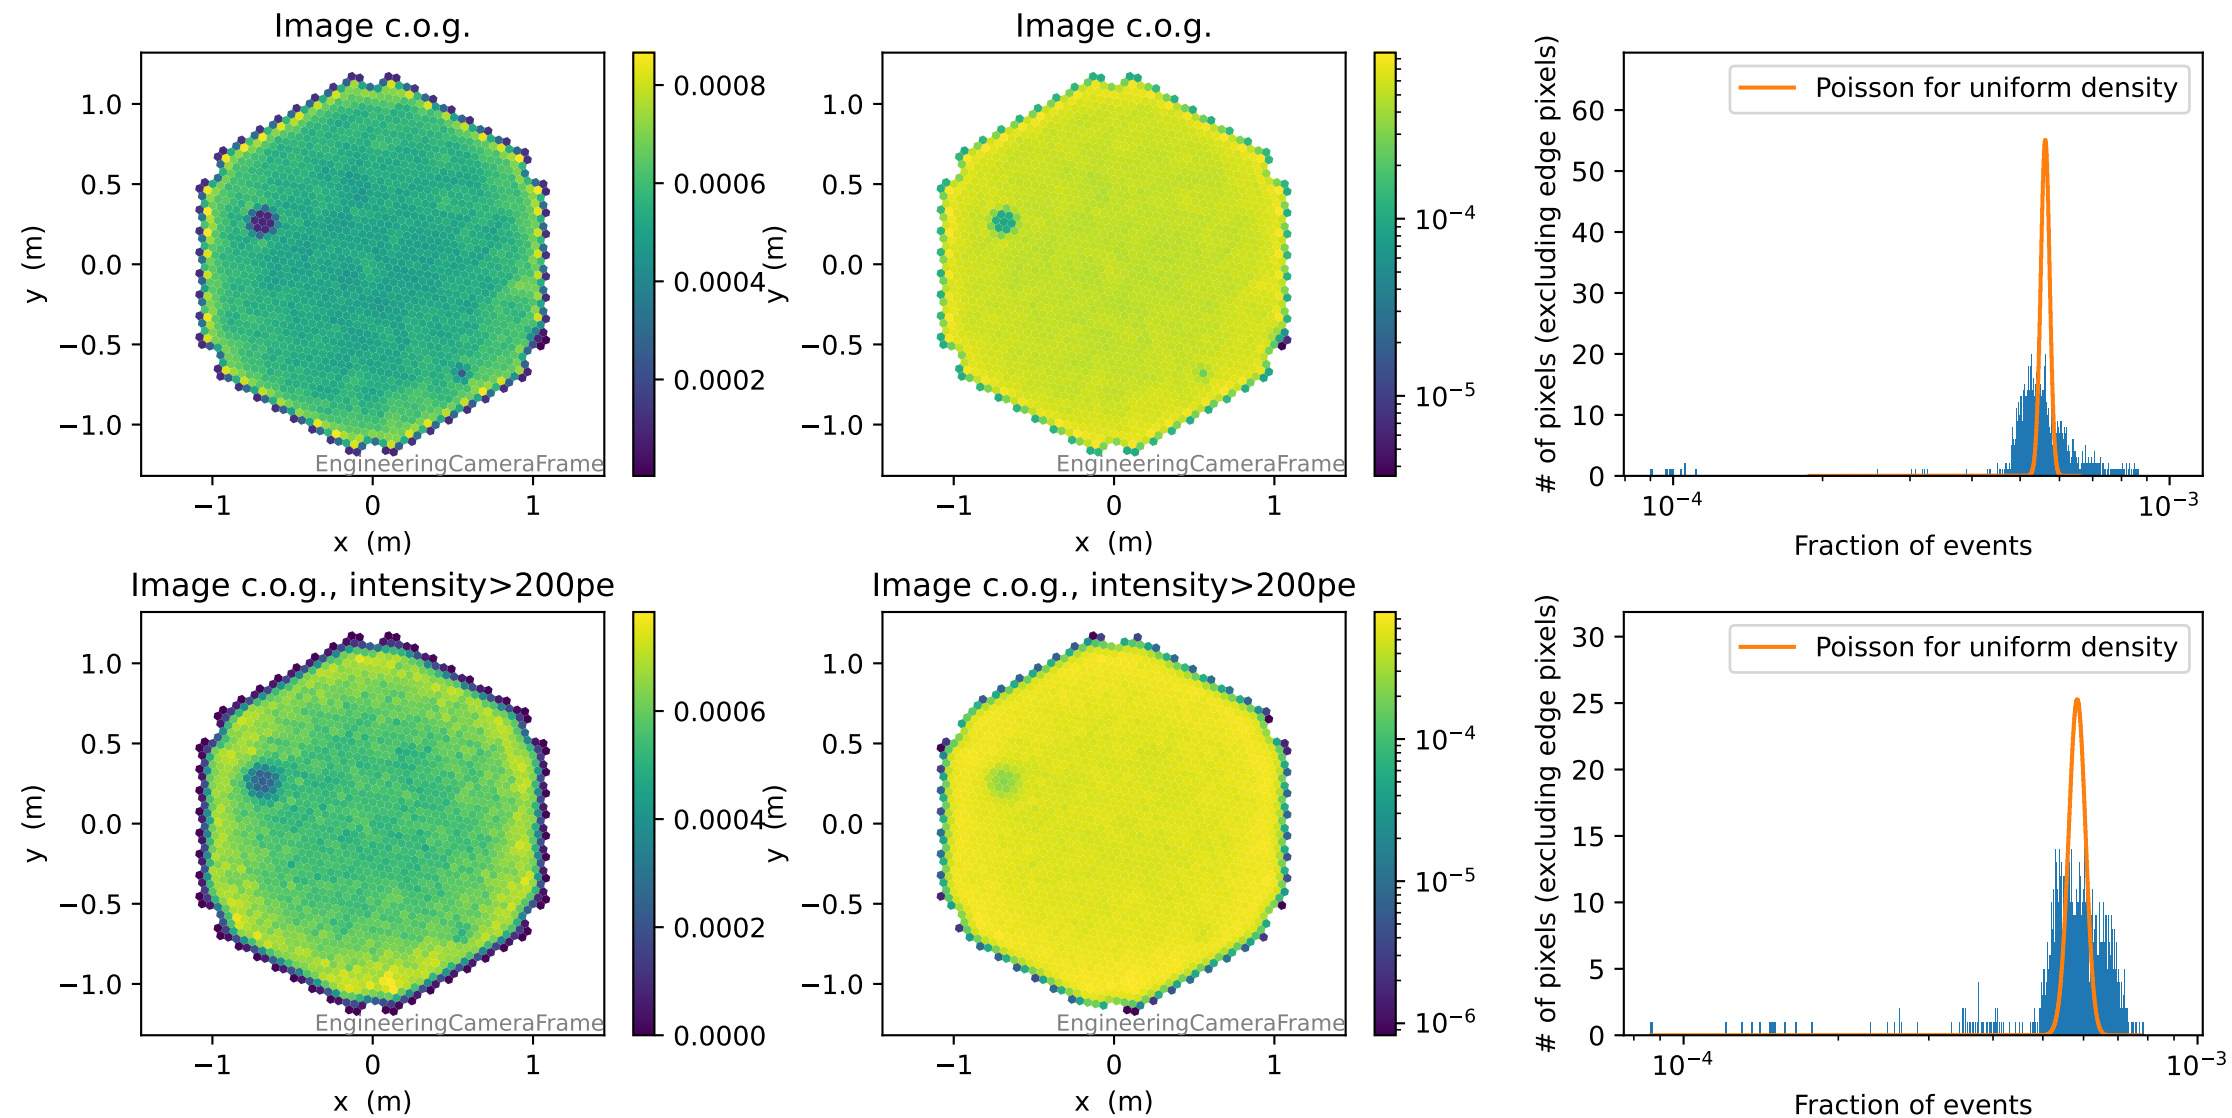 Image c.o.g.
1.0
0.5
0.0
−0.5
−1.0
y (m)
−1
0
1
x (m)
EngineeringCameraFrame
0.0008
0.0006
0.0004
0.0002
Image c.o.g.
1.0
0.5
0.0
−0.5
−1.0
y (m)
−1
0
1
x (m)
EngineeringCameraFrame
10⁻⁴
10⁻⁵
# of pixels (excluding edge pixels)
60
50
40
30
20
10
0
Poisson for uniform density
10⁻⁴
10⁻³
Fraction of events
Image c.o.g., intensity>200pe
1.0
0.5
0.0
−0.5
−1.0
y (m)
−1
0
1
x (m)
EngineeringCameraFrame
0.0006
0.0004
0.0002
0.0000
Image c.o.g., intensity>200pe
1.0
0.5
0.0
−0.5
−1.0
y (m)
−1
0
1
x (m)
EngineeringCameraFrame
10⁻⁴
10⁻⁵
10⁻⁶
# of pixels (excluding edge pixels)
30
25
20
15
10
5
0
Poisson for uniform density
10⁻⁴
10⁻³
Fraction of events